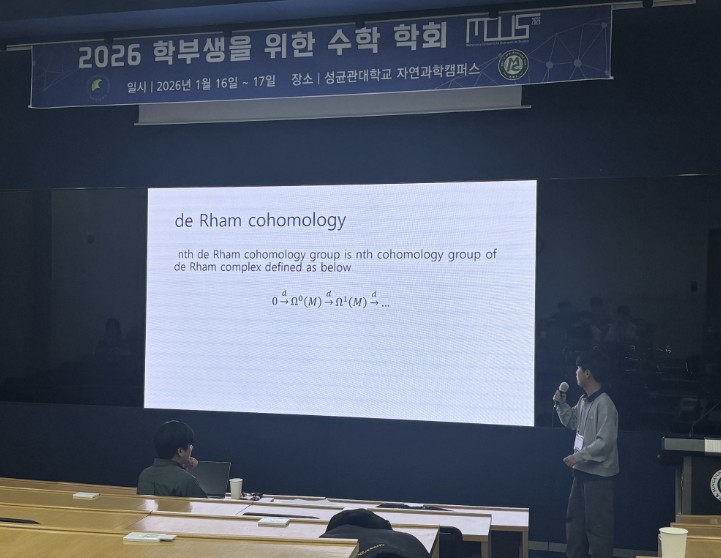 2026 학부생을 위한 수학 학회
일시 | 2026년 1월 16일 ~ 17일 장소 | 성균관대학교 자연과학캠퍼스
de Rham cohomology
nth de Rham cohomology group is nth cohomology group of
de Rham complex defined as below
0 →^d Ω⁰(M) →^d Ω¹(M) →^d ...